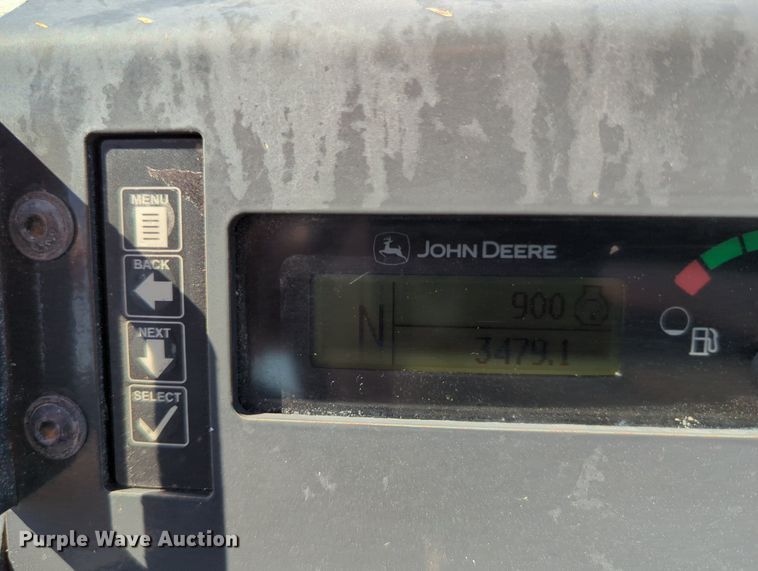 MENU
BACK
NEXT
SELECT
JOHN DEERE
N
900
3479.1
Purple Wave Auction